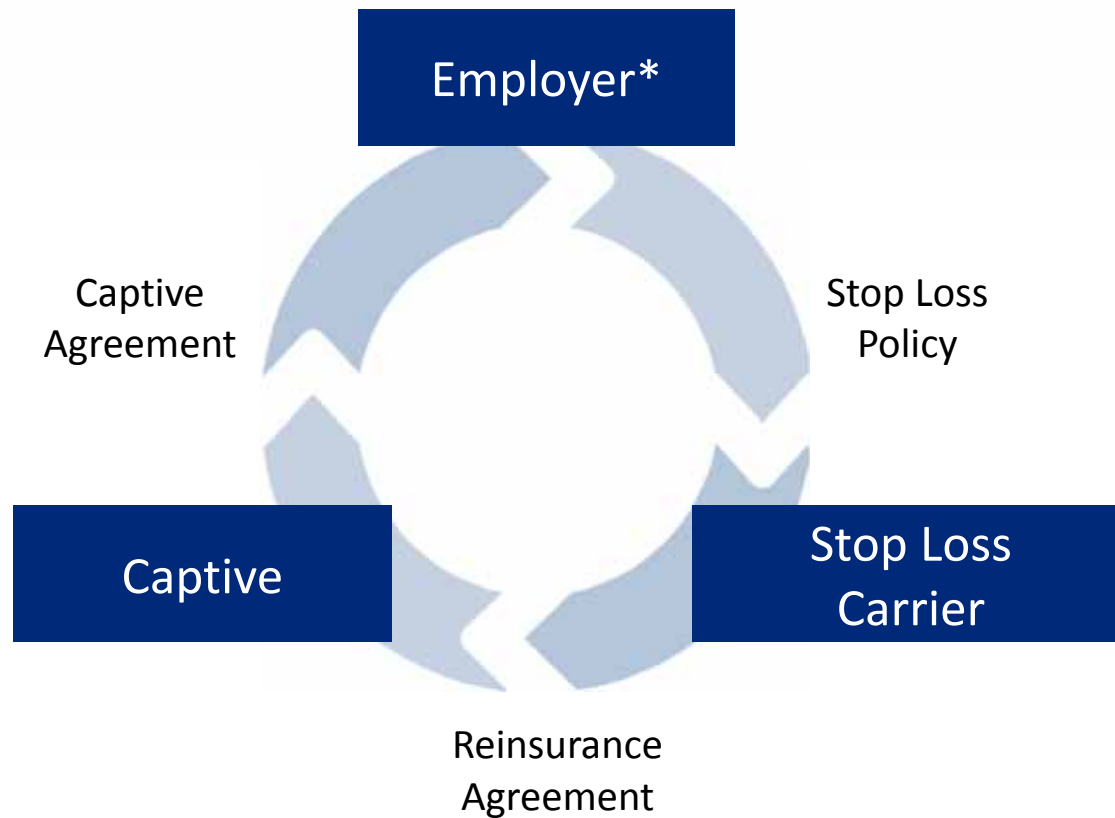 Employer*
Captive
Agreement
Stop Loss
Policy
Captive
Stop Loss
Carrier
Reinsurance
Agreement